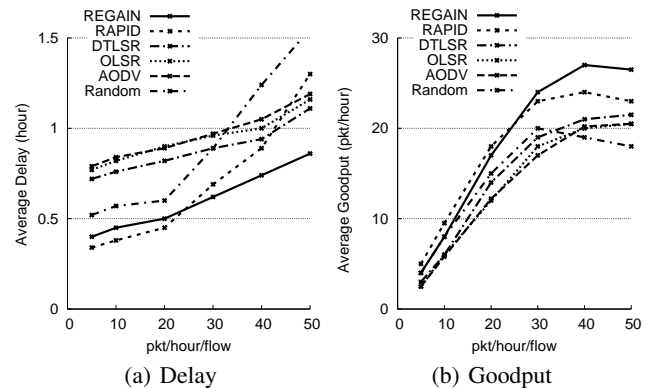 REGAIN
RAPID
DTLSR
OLSR
AODV
Random
1.5
1
0.5
0
Average Delay (hour)
0 10 20 30 40 50
pkt/hour/flow
(a) Delay
REGAIN
RAPID
DTLSR
OLSR
AODV
Random
30
20
10
0
Average Goodput (pkt/hour)
0 10 20 30 40 50
pkt/hour/flow
(b) Goodput